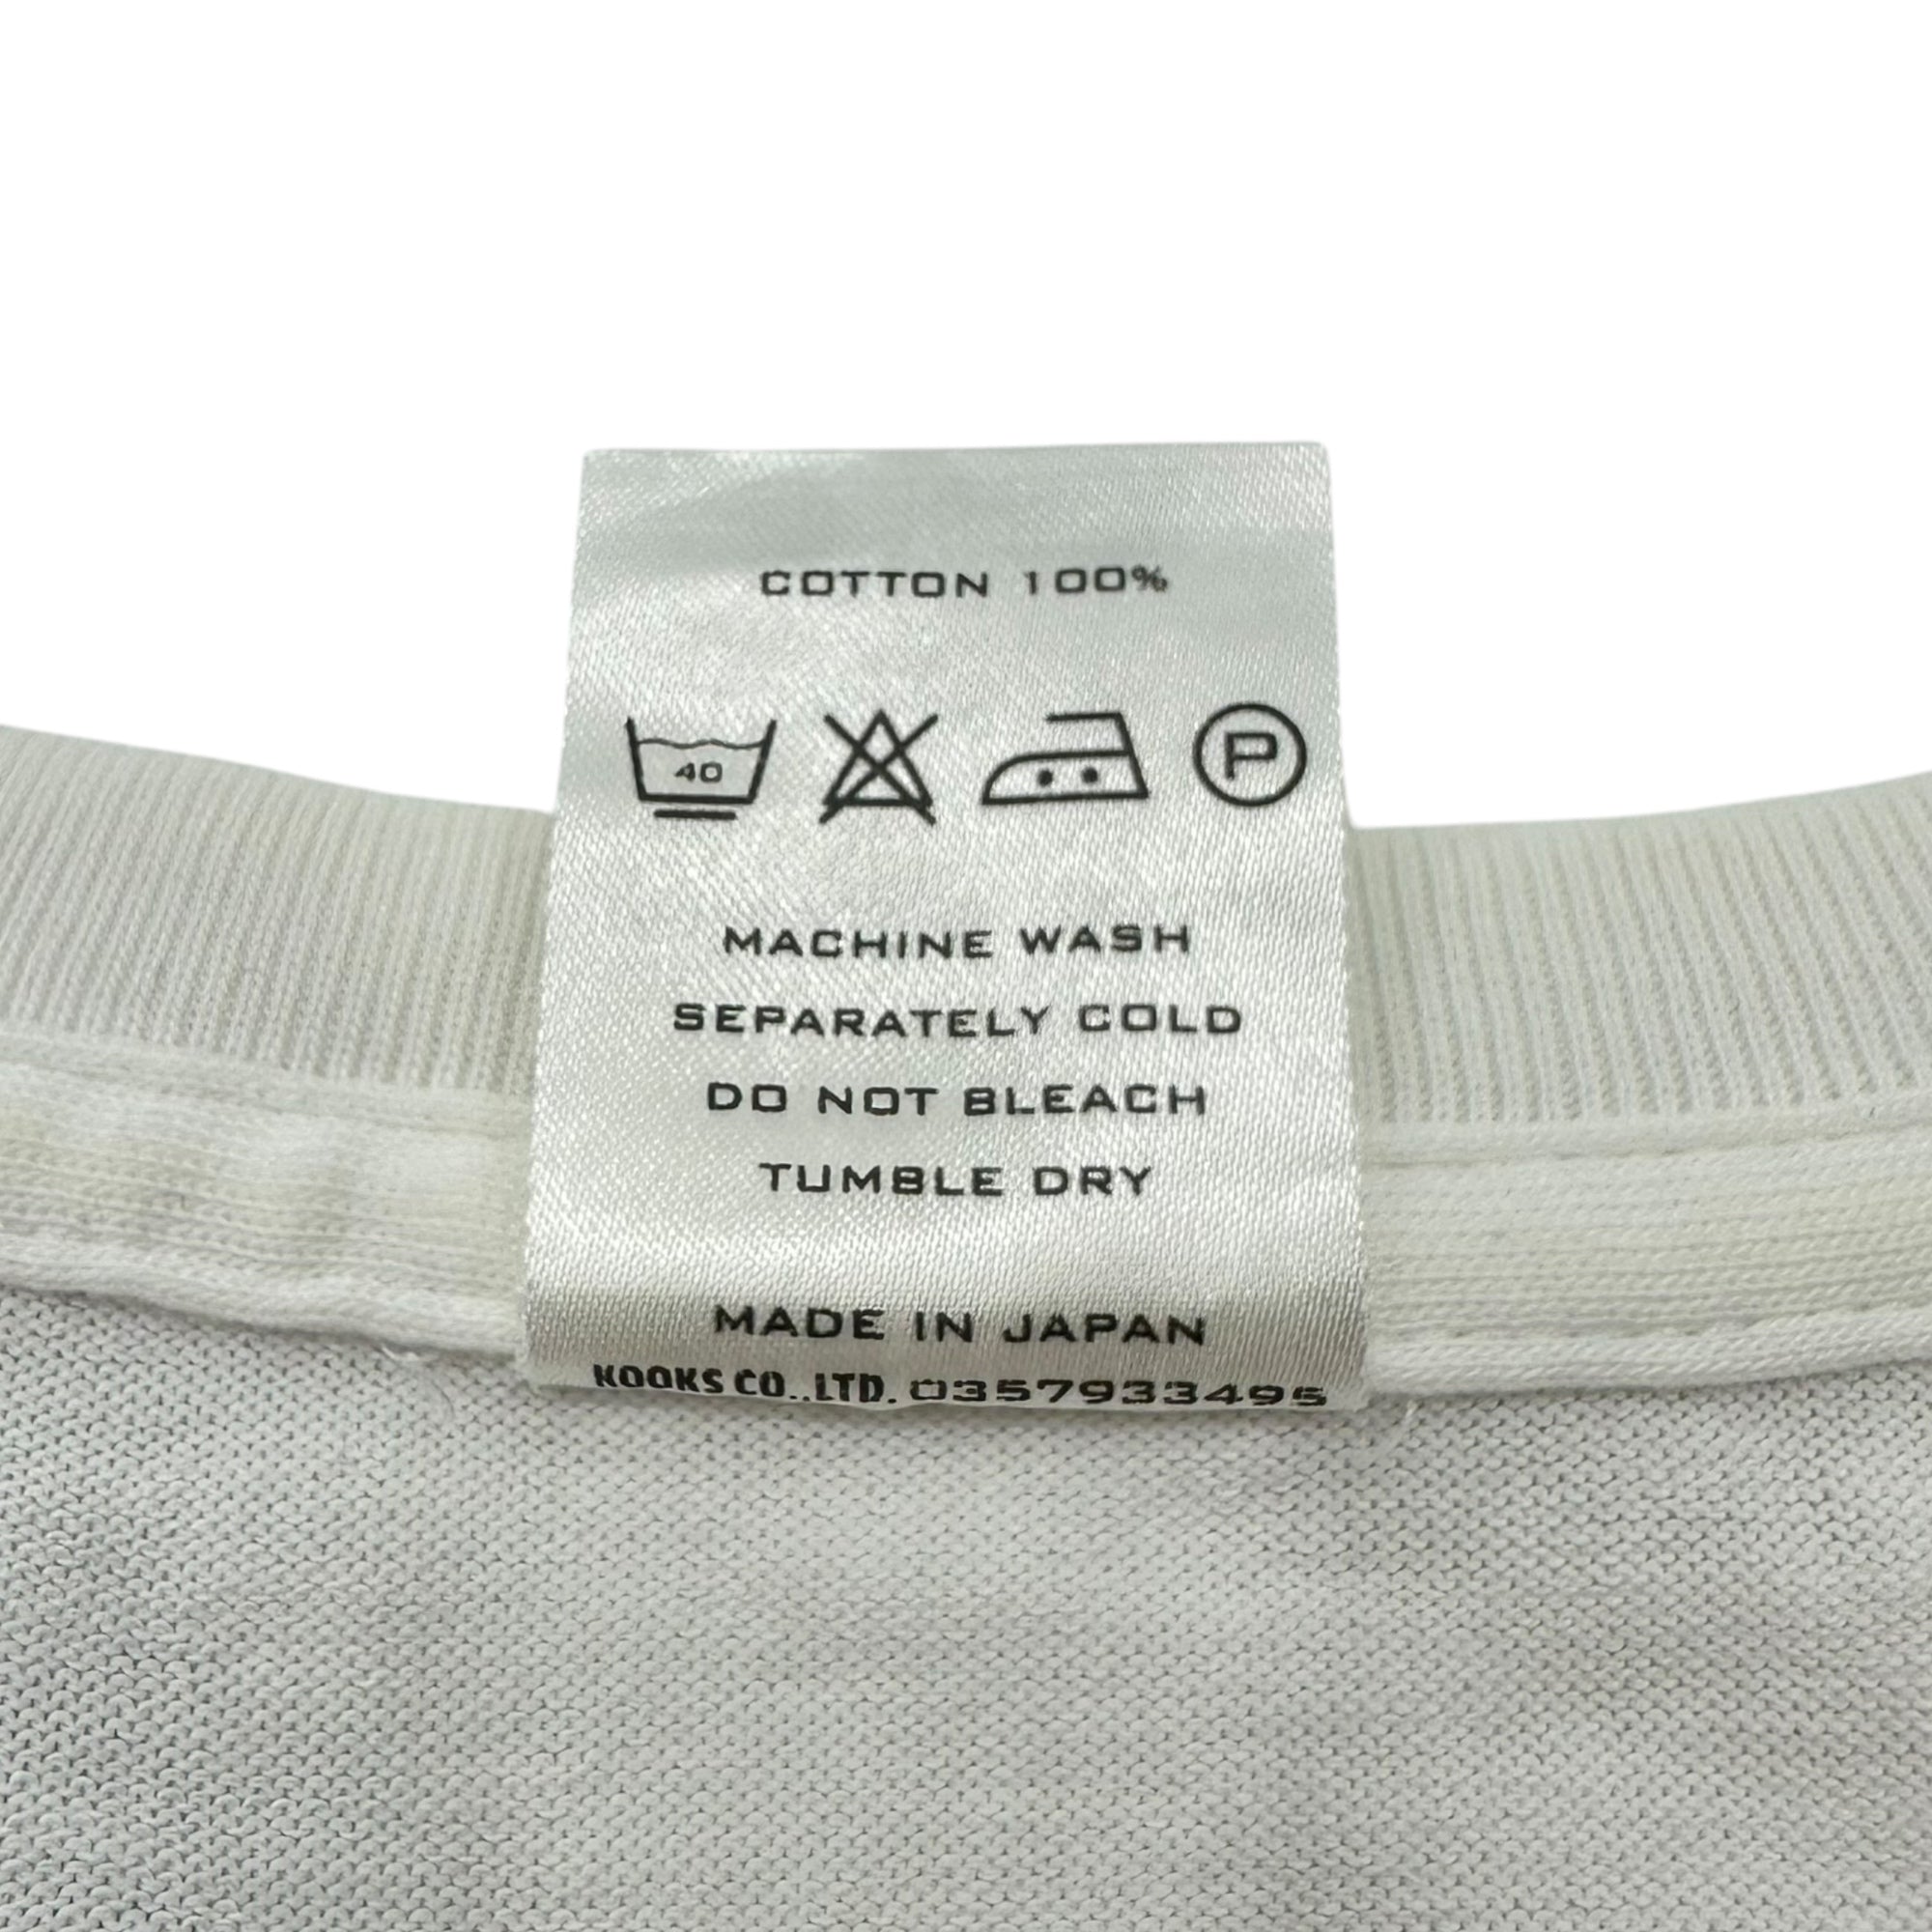 COTTON 100%
40 P
MACHINE WASH
SEPARATELY COLD
DO NOT BLEACH
TUMBLE DRY
MADE IN JAPAN
KOOKS CO.,LTD. 0357933495